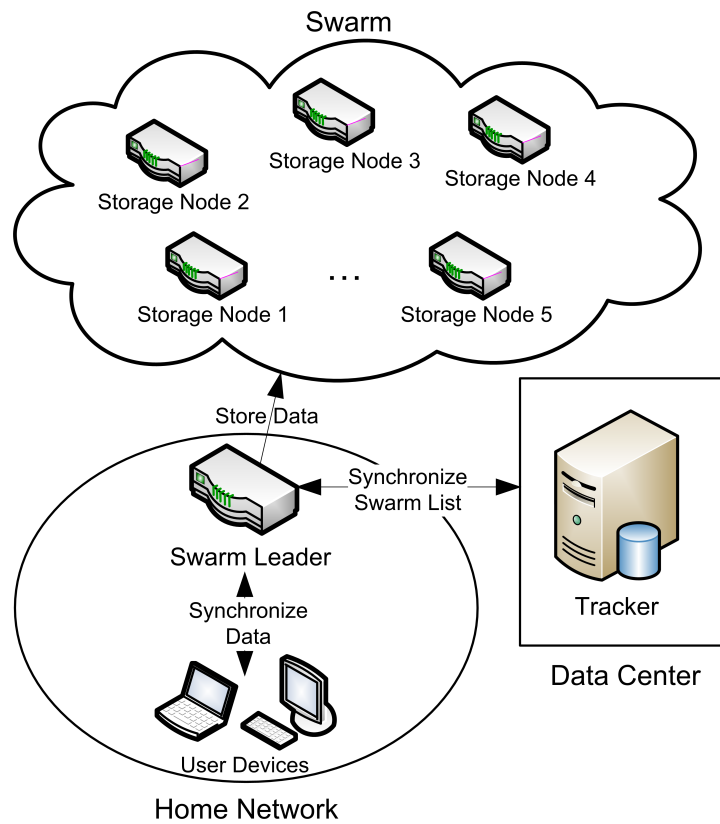 Swarm
Storage Node 3
Storage Node 4
Storage Node 2
Storage Node 1
...
Storage Node 5
Store Data
Synchronize
Swarm List
Swarm Leader
Synchronize
Data
User Devices
Home Network
Tracker
Data Center